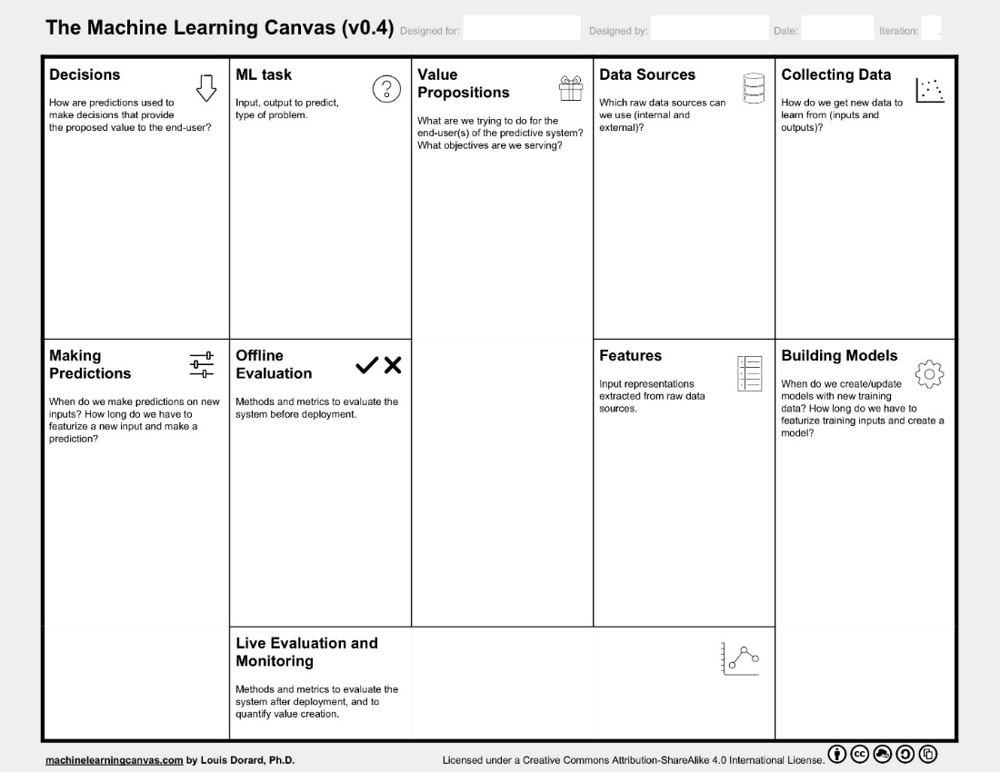 The Machine Learning Canvas (v0.4) Designed for: Designed by: Date: Iteration: .
Decisions
How are predictions used to
make decisions that provide
the proposed value to the end-user?
ML task
Input, output to predict,
type of problem.
Value
Propositions
What are we trying to do for the
end-user(s) of the predictive system?
What objectives are we serving?
Data Sources
Which raw data sources can
we use (internal and
external)?
Collecting Data
How do we get new data to
learn from (inputs and
outputs)?
Making
Predictions
When do we make predictions on new
inputs? How long do we have to
featurize a new input and make a
prediction?
Offline
Evaluation
Methods and metrics to evaluate the
system before deployment.
Features
Input representations
extracted from raw data
sources.
Building Models
When do we create/update
models with new training
data? How long do we have to
featurize training inputs and create a
model?
Live Evaluation and
Monitoring
Methods and metrics to evaluate the
system after deployment, and to
quantify value creation.
machinelearningcanvas.com by Louis Dorard, Ph.D.
Licensed under a Creative Commons Attribution-ShareAlike 4.0 International License.
cc